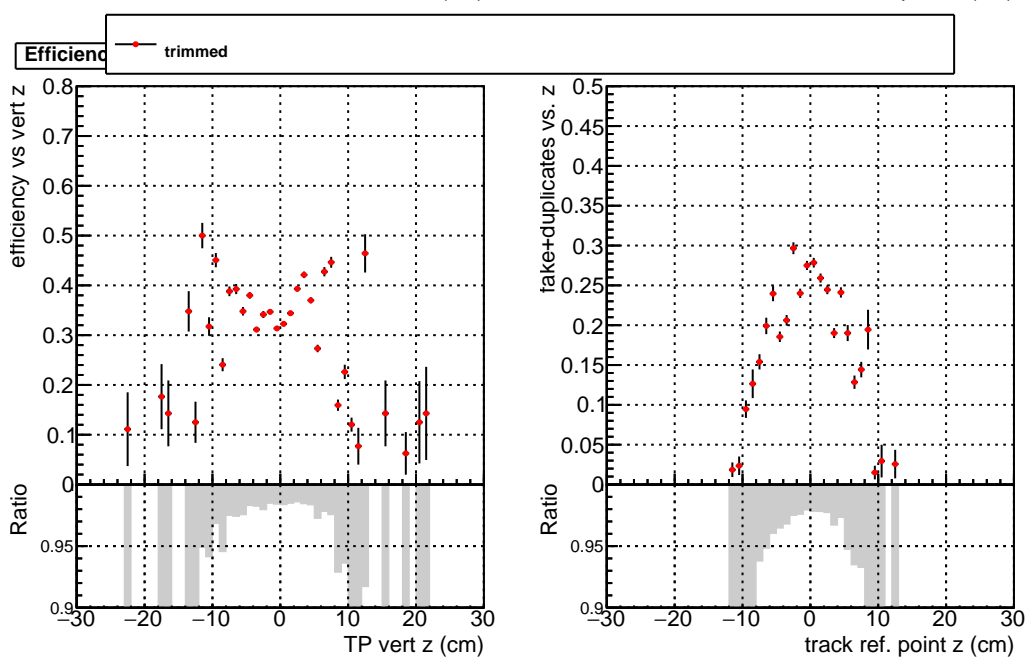 trimmed
Efficienc
efficiency vs vert z
0.8
0.7
0.6
0.5
0.4
0.3
0.2
0.1
0
Ratio
0.95
0.9
−30 −20 −10 0 10 20 30
TP vert z (cm)
fake+duplicates vs. z
0.5
0.45
0.4
0.35
0.3
0.25
0.2
0.15
0.1
0.05
0
Ratio
0.95
0.9
−30 −20 −10 0 10 20 30
track ref. point z (cm)